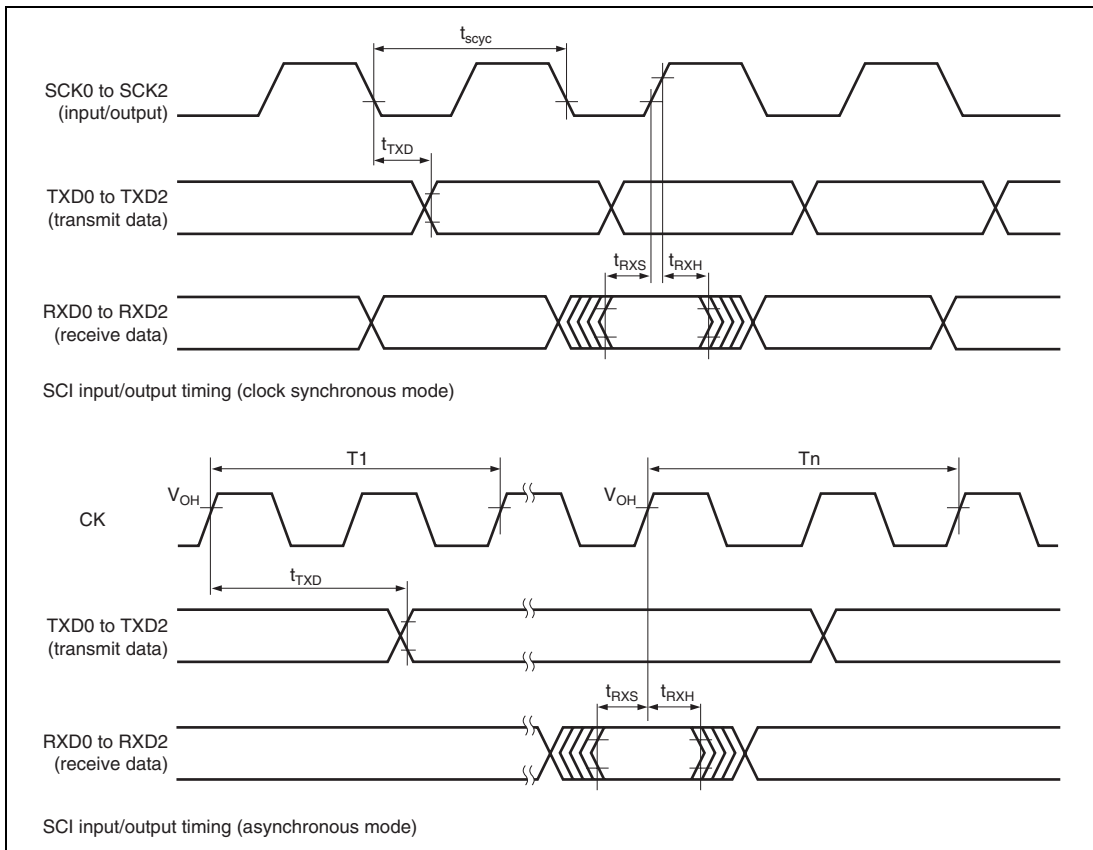 tscyc
SCK0 to SCK2
(input/output)
tTXD
TXD0 to TXD2
(transmit data)
tRXS
tRXH
RXD0 to RXD2
(receive data)
SCI input/output timing (clock synchronous mode)
T1
Tn
VOH
VOH
CK
tTXD
TXD0 to TXD2
(transmit data)
tRXS
tRXH
RXD0 to RXD2
(receive data)
SCI input/output timing (asynchronous mode)